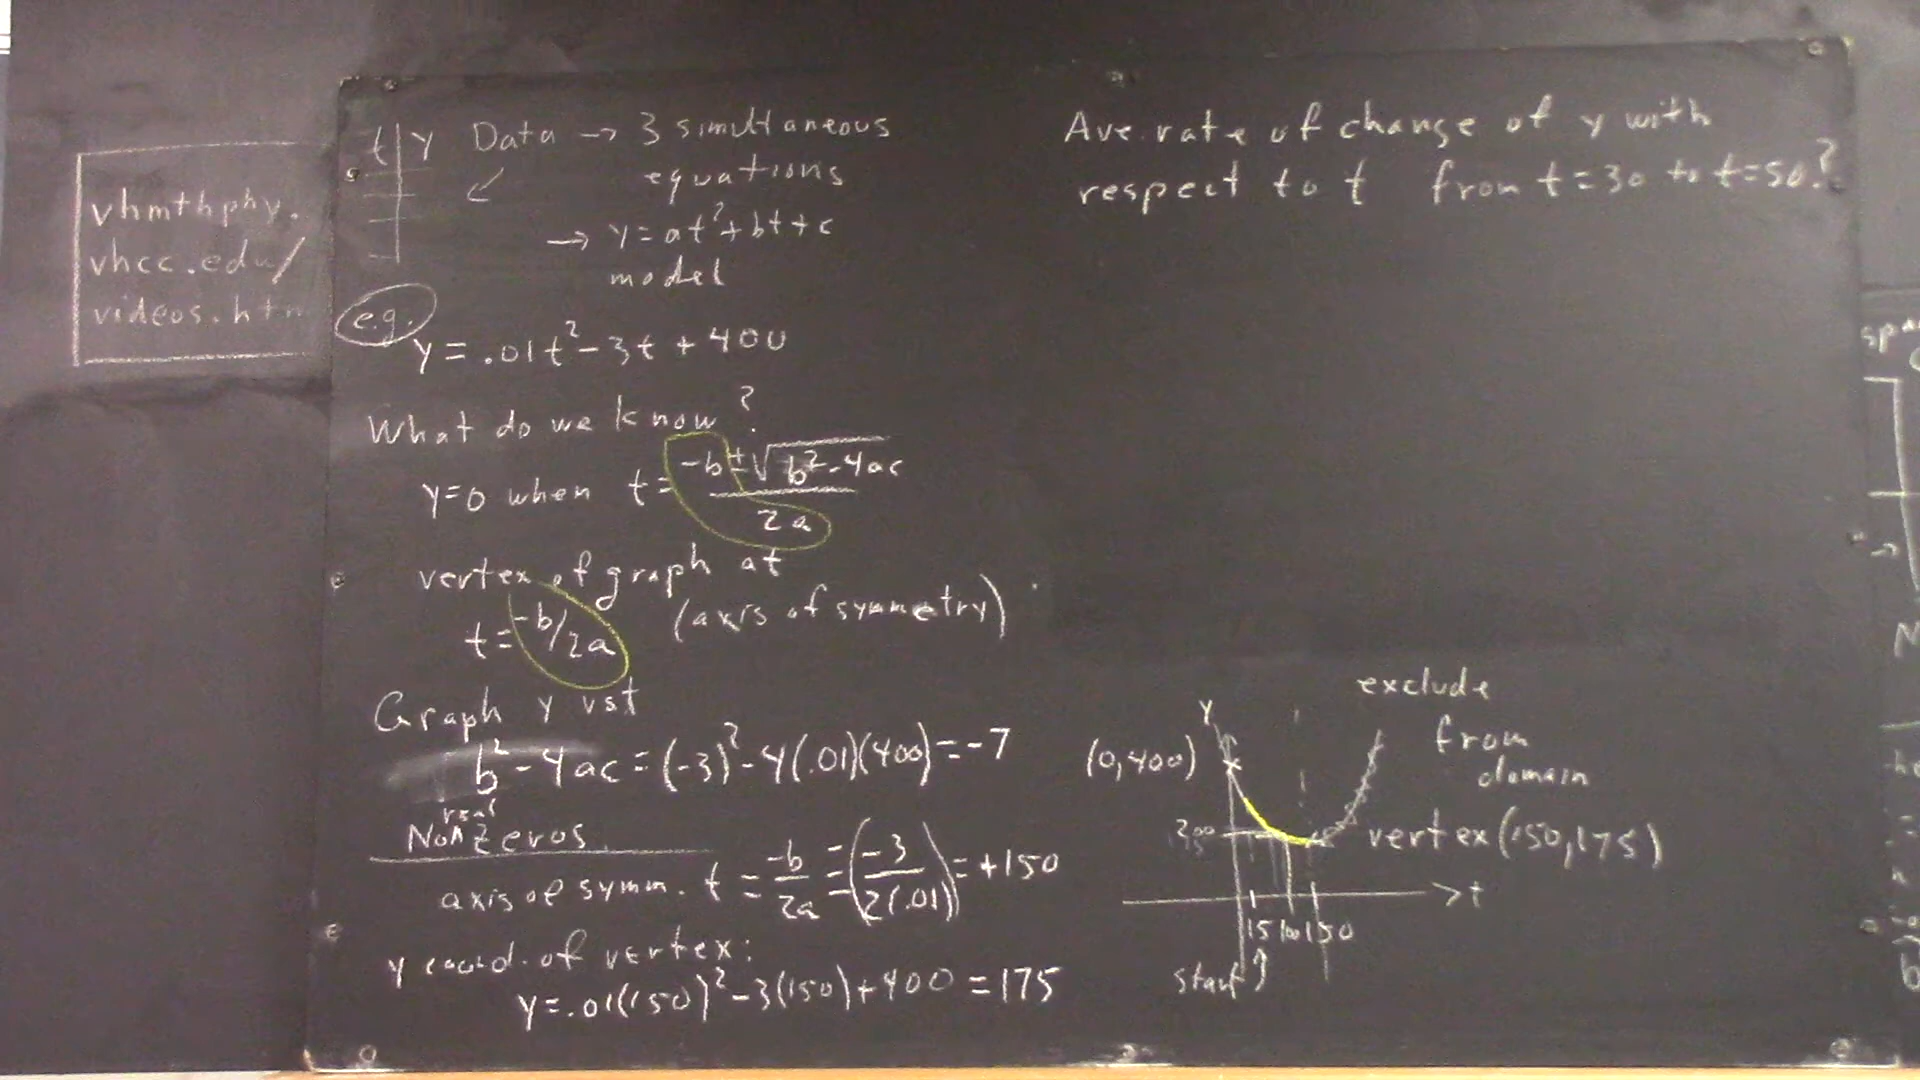 vhmthphy.
vhcc.edu/
videos.htm
t | y Data → 3 simultaneous
equations
→ y = at² + bt + c
model
e.g.
y = .01t² - 3t + 400
What do we know?
y=0 when t = -b ± √b² - 4ac
2a
vertex of graph at
t = -b/2a (axis of symmetry)
Graph y vs t
b² - 4ac = (-3)² - 4(.01)(400) = -7
real
No Zeros.
axis of symm. t = -b/2a = (-3/2(.01)) = +150
y coord. of vertex:
y = .01(150)² - 3(150) + 400 = 175
Ave. rate of change of y with
respect to t from t=30 to t=50?
exclude
from
domain
y
(0,400)
200
vertex (150,175)
t
15 100 150
start